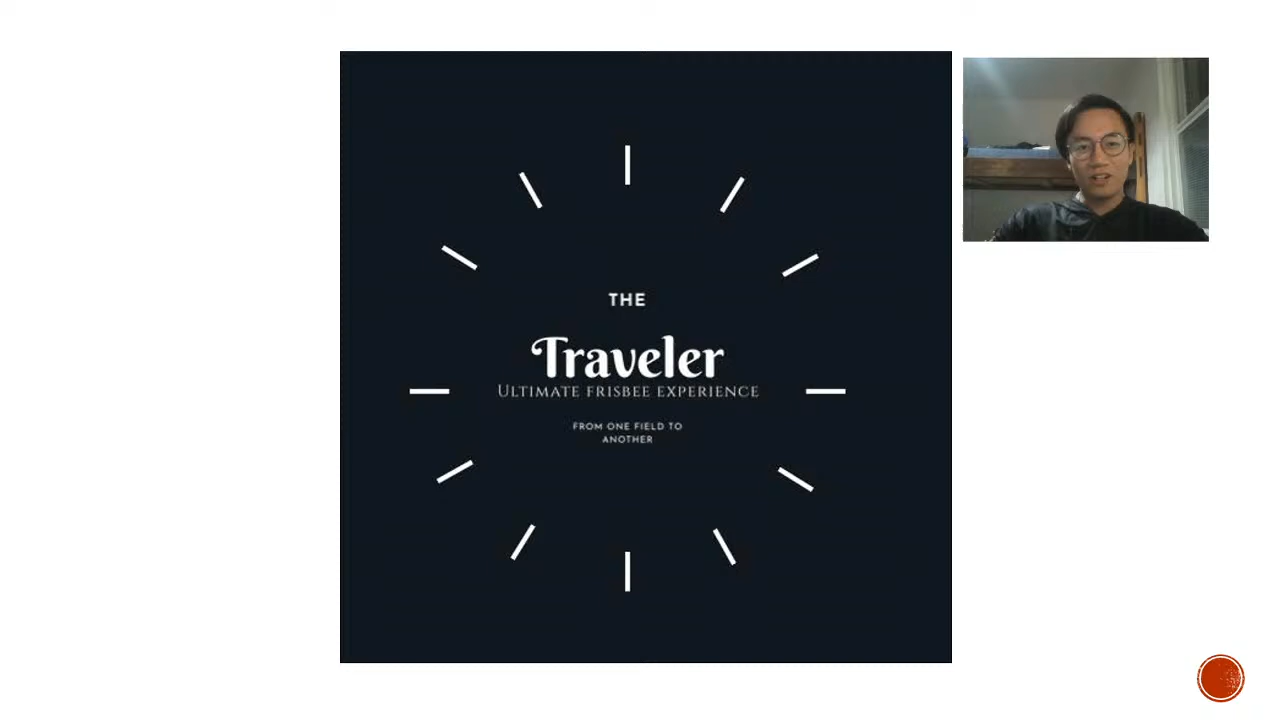 THE
Traveler
Ultimate frisbee experience
FROM ONE FIELD TO
ANOTHER